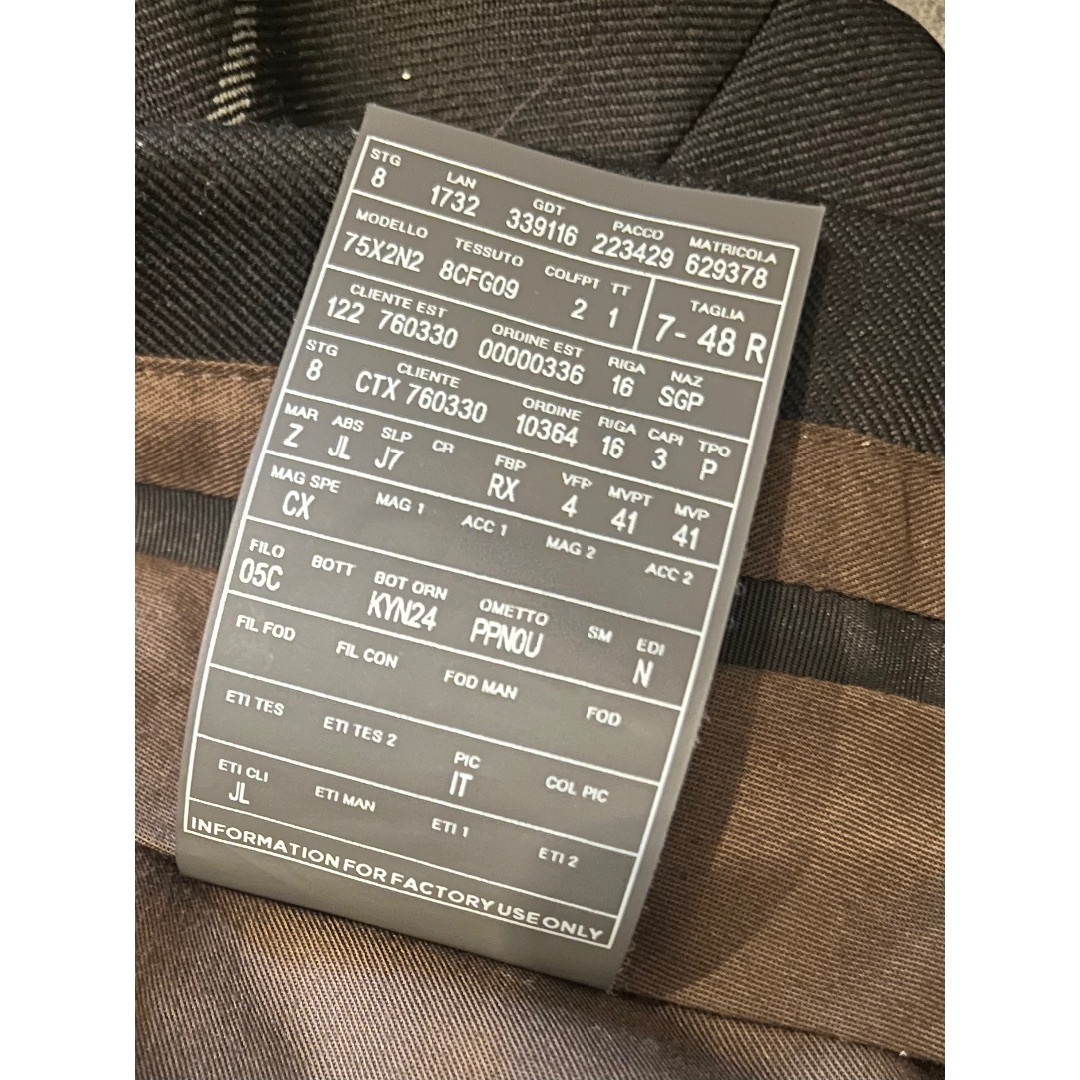 STG LAN GDT PACCO MATRICOLA
8 1732 339116 223429 629378
MODELLO TESSUTO COLFPT TT TAGLIA
75X2N2 8CFG09 2 1 7- 48 R
CLIENTE EST ORDINE EST RIGA NAZ
122 760330 00000336 16 SGP
STG CLIENTE ORDINE RIGA CAPI TPO
8 CTX 760330 10364 16 3 P
MAR ABS SLP CR FBP VFP MVPT MVP
Z JL J7 RX 4 41 41
MAG SPE MAG 1 ACC 1 MAG 2 ACC 2
CX
FILO BOTT BOT ORN OMETTO SM EDI
05C KYN24 PPN0U N
FIL FOD FIL CON FOD MAN FOD
ETI TES ETI TES 2 PIC COL PIC
IT
ETI CLI ETI MAN ETI 1 ETI 2
JL
INFORMATION FOR FACTORY USE ONLY